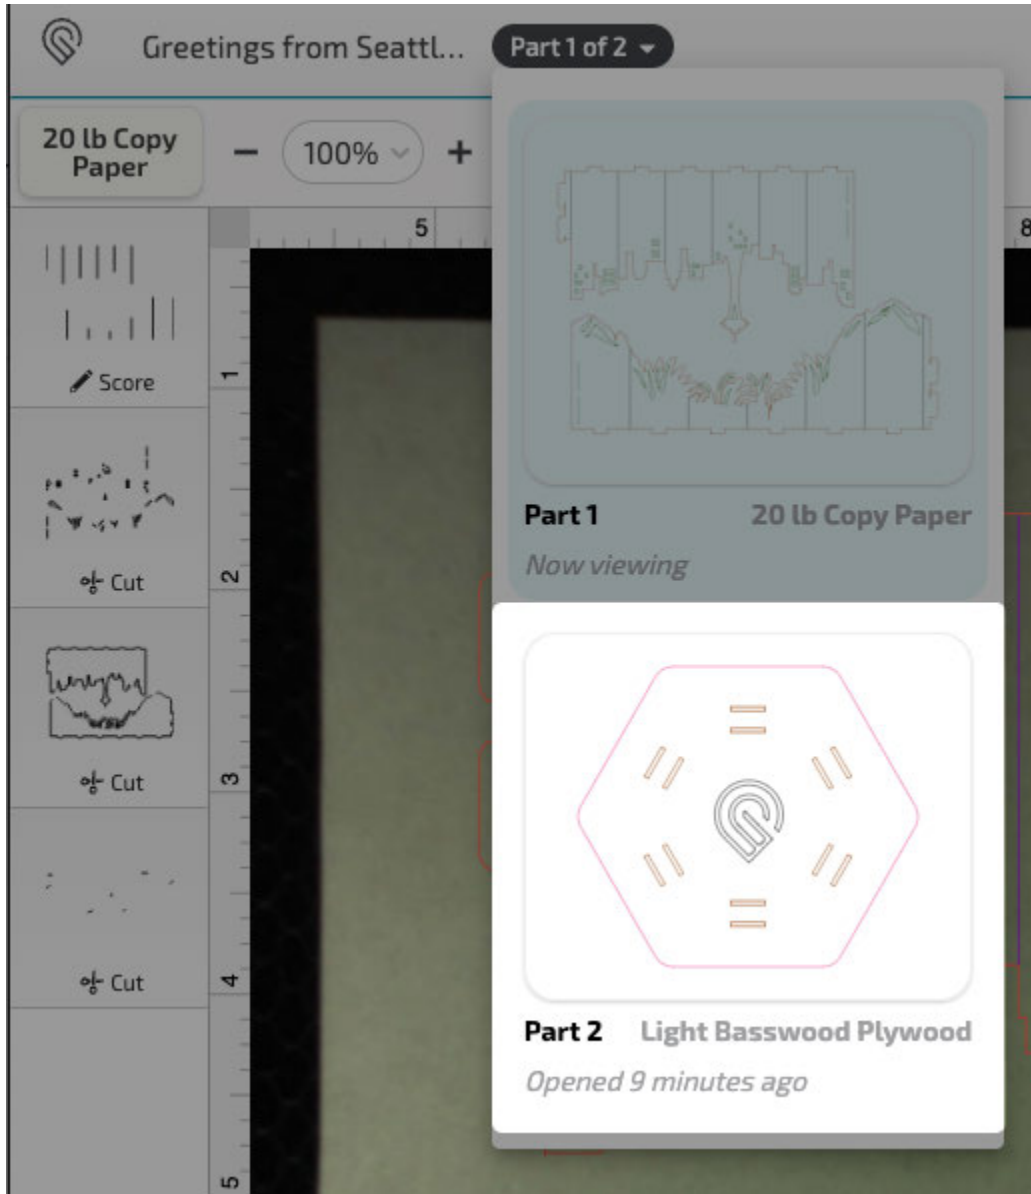 Greetings from Seattl...
Part 1 of 2
20 lb Copy
Paper
100%
5
8
Score
1
Cut
2
Cut
3
Cut
4
5
Part 1
20 lb Copy Paper
Now viewing
Part 2
Light Basswood Plywood
Opened 9 minutes ago